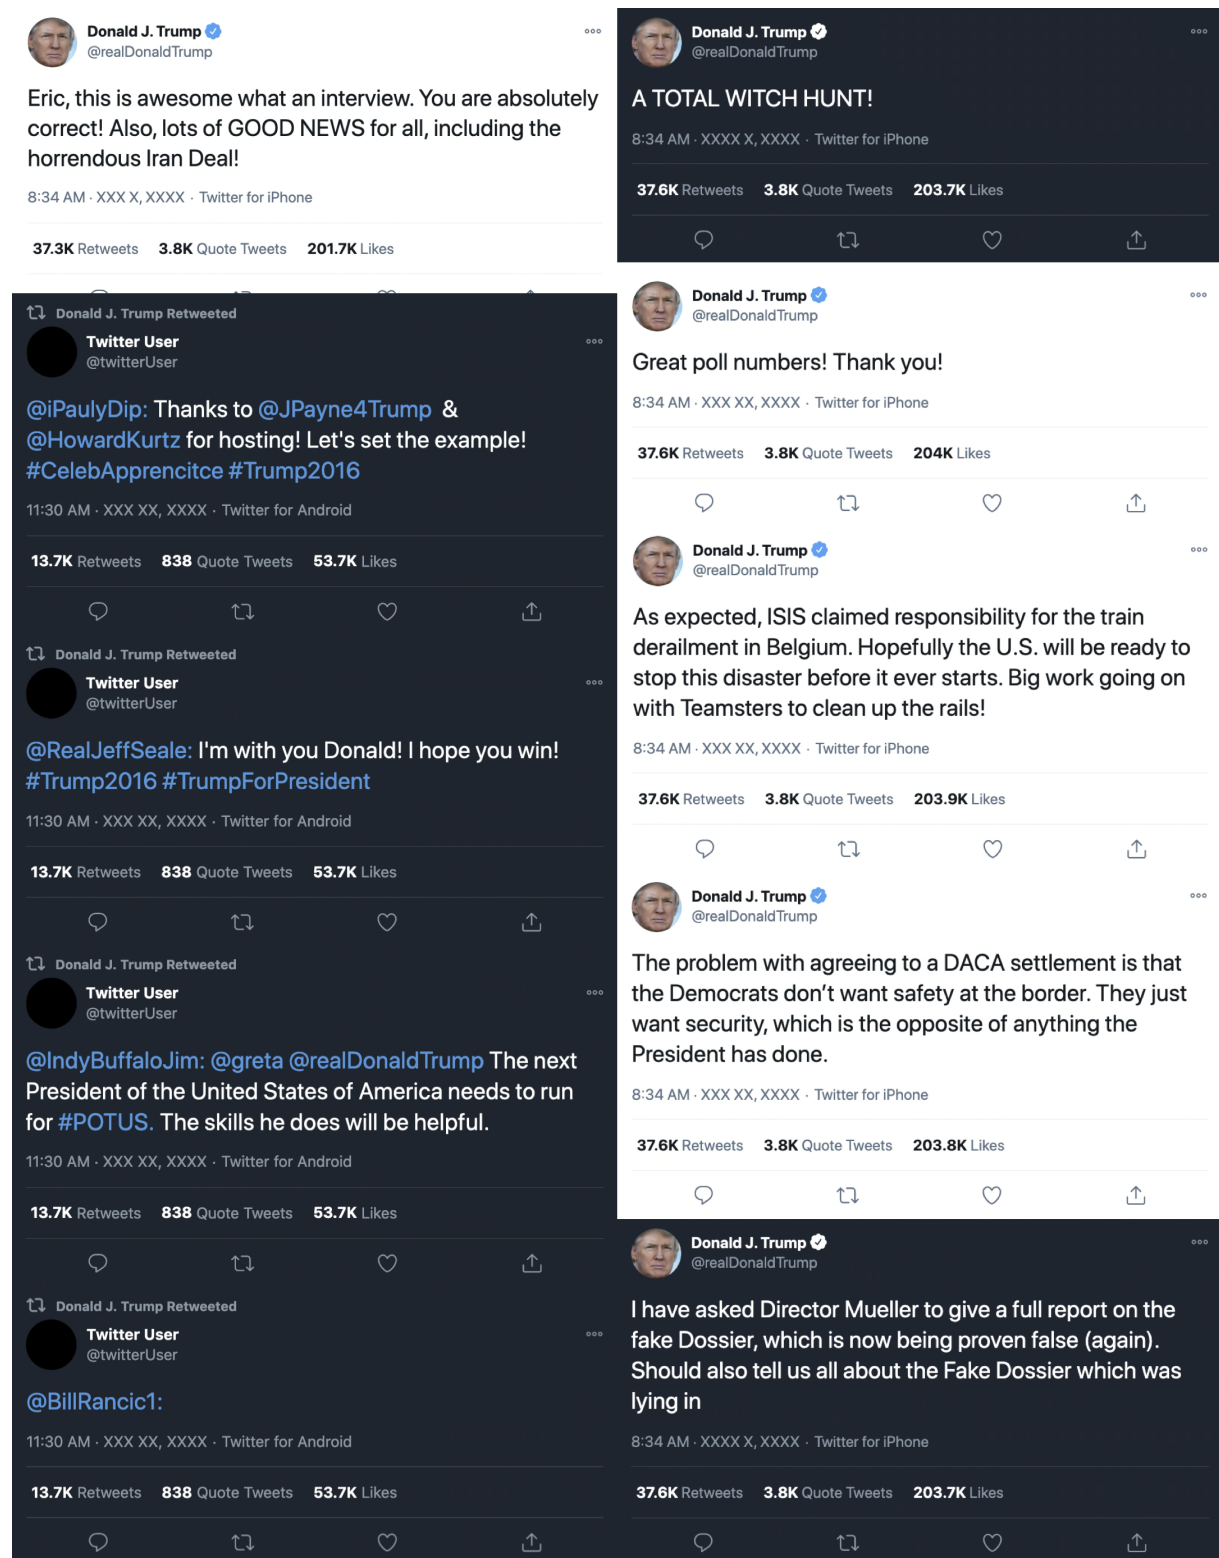 Donald J. Trump
@realDonaldTrump
Eric, this is awesome what an interview. You are absolutely
correct! Also, lots of GOOD NEWS for all, including the
horrendous Iran Deal!
8:34 AM · XXX X, XXXX · Twitter for iPhone
37.3K Retweets 3.8K Quote Tweets 201.7K Likes
Donald J. Trump Retweeted
Twitter User
@twitterUser
@iPaulyDip: Thanks to @JPayne4Trump &
@HowardKurtz for hosting! Let's set the example!
#CelebApprencitce #Trump2016
11:30 AM · XXX XX, XXXX · Twitter for Android
13.7K Retweets 838 Quote Tweets 53.7K Likes
Donald J. Trump Retweeted
Twitter User
@twitterUser
@RealJeffSeale: I'm with you Donald! I hope you win!
#Trump2016 #TrumpForPresident
11:30 AM · XXX XX, XXXX · Twitter for Android
13.7K Retweets 838 Quote Tweets 53.7K Likes
Donald J. Trump Retweeted
Twitter User
@twitterUser
@IndyBuffaloJim: @greta @realDonaldTrump The next
President of the United States of America needs to run
for #POTUS. The skills he does will be helpful.
11:30 AM · XXX XX, XXXX · Twitter for Android
13.7K Retweets 838 Quote Tweets 53.7K Likes
Donald J. Trump Retweeted
Twitter User
@twitterUser
@BillRancic1:
11:30 AM · XXX XX, XXXX · Twitter for Android
13.7K Retweets 838 Quote Tweets 53.7K Likes
Donald J. Trump
@realDonaldTrump
A TOTAL WITCH HUNT!
8:34 AM · XXXX X, XXXX · Twitter for iPhone
37.6K Retweets 3.8K Quote Tweets 203.7K Likes
Donald J. Trump
@realDonaldTrump
Great poll numbers! Thank you!
8:34 AM · XXX XX, XXXX · Twitter for iPhone
37.6K Retweets 3.8K Quote Tweets 204K Likes
Donald J. Trump
@realDonaldTrump
As expected, ISIS claimed responsibility for the train
derailment in Belgium. Hopefully the U.S. will be ready to
stop this disaster before it ever starts. Big work going on
with Teamsters to clean up the rails!
8:34 AM · XXX XX, XXXX · Twitter for iPhone
37.6K Retweets 3.8K Quote Tweets 203.9K Likes
Donald J. Trump
@realDonaldTrump
The problem with agreeing to a DACA settlement is that
the Democrats don’t want safety at the border. They just
want security, which is the opposite of anything the
President has done.
8:34 AM · XXX XX, XXXX · Twitter for iPhone
37.6K Retweets 3.8K Quote Tweets 203.8K Likes
Donald J. Trump
@realDonaldTrump
I have asked Director Mueller to give a full report on the
fake Dossier, which is now being proven false (again).
Should also tell us all about the Fake Dossier which was
lying in
8:34 AM · XXXX X, XXXX · Twitter for iPhone
37.6K Retweets 3.8K Quote Tweets 203.7K Likes